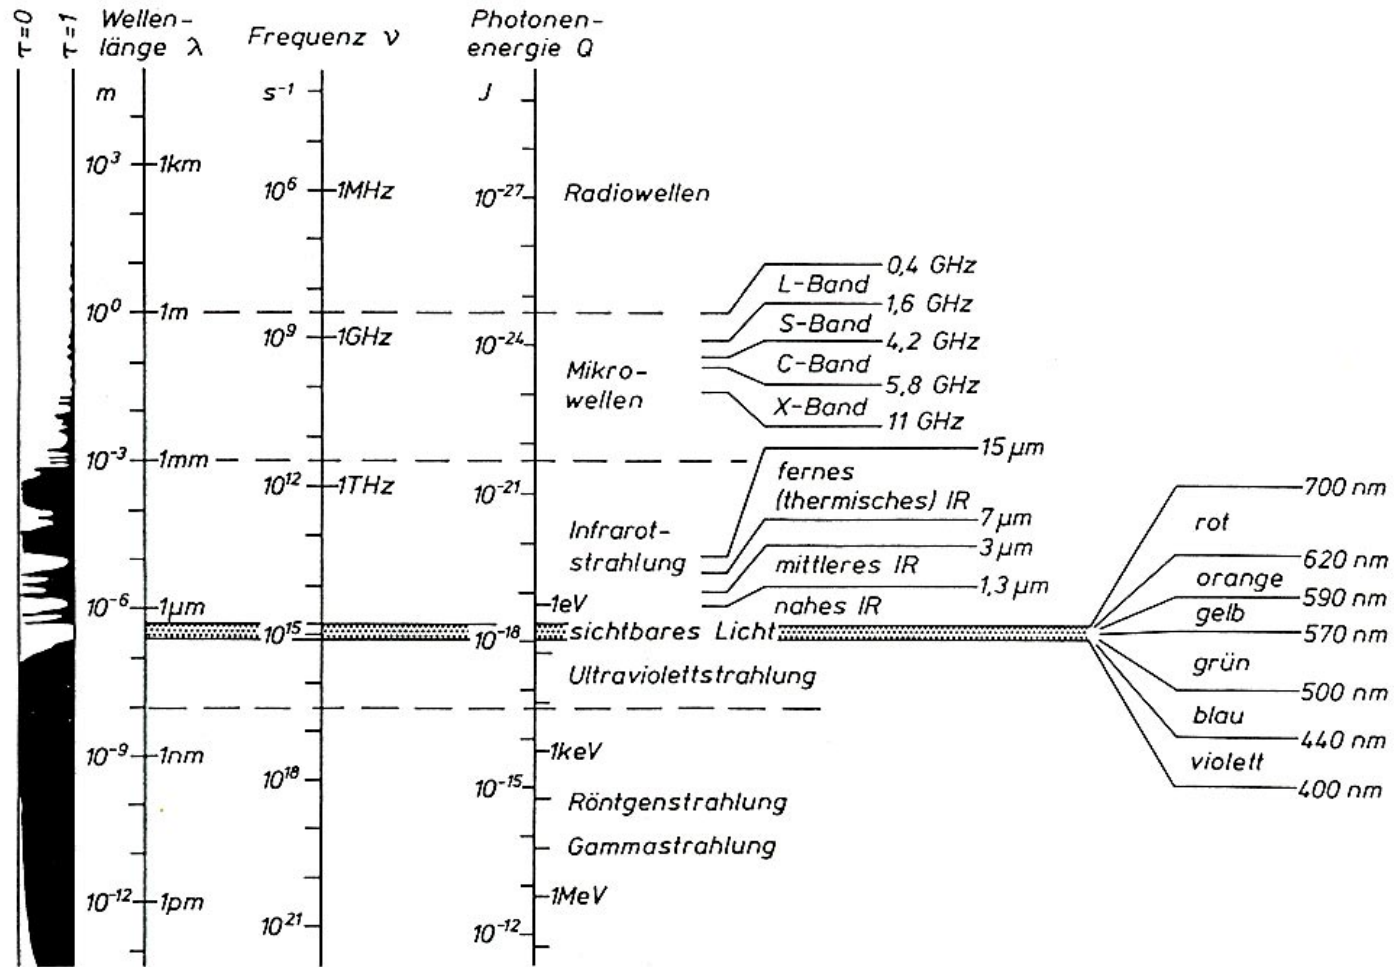 τ=0
τ=1
Wellen-
länge λ
Frequenz ν
Photonen-
energie Q
m
s⁻¹
J
10³
1km
10⁶
1MHz
10⁻²⁷
Radiowellen
0,4 GHz
L-Band
1,6 GHz
10⁰
1m
S-Band
10⁹
1GHz
10⁻²⁴
4,2 GHz
C-Band
Mikro-
wellen
5,8 GHz
X-Band
11 GHz
10⁻³
1mm
15 µm
fernes
(thermisches) IR
10¹²
1THz
10⁻²¹
700 nm
7 µm
rot
Infrarot-
strahlung
3 µm
620 nm
mittleres IR
orange
1,3 µm
590 nm
10⁻⁶
1µm
1eV
nahes IR
gelb
10¹⁵
10⁻¹⁸
sichtbares Licht
570 nm
grün
Ultraviolettstrahlung
500 nm
blau
440 nm
10⁻⁹
1nm
1keV
violett
10¹⁸
10⁻¹⁵
400 nm
Röntgenstrahlung
Gammastrahlung
10⁻¹²
1pm
1MeV
10²¹
10⁻¹²